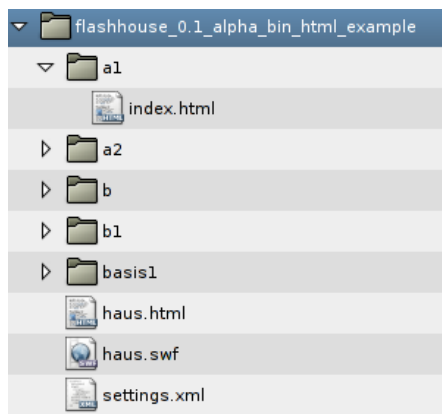 flashhouse_0.1_alpha_bin_html_example
a1
index.html
a2
b
b1
basis1
haus.html
haus.swf
settings.xml